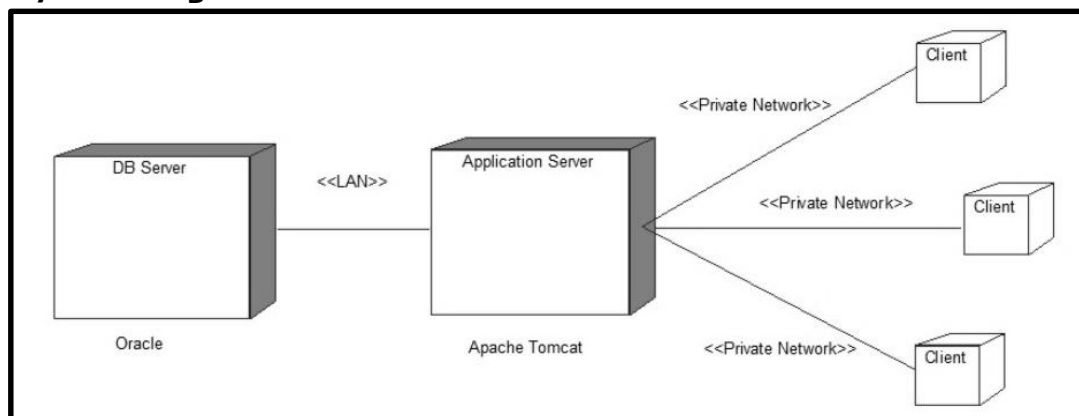 Client
<<Private Network>>
DB Server
Application Server
<<LAN>>
<<Private Network>>
Client
Oracle
Apache Tomcat
<<Private Network>>
Client